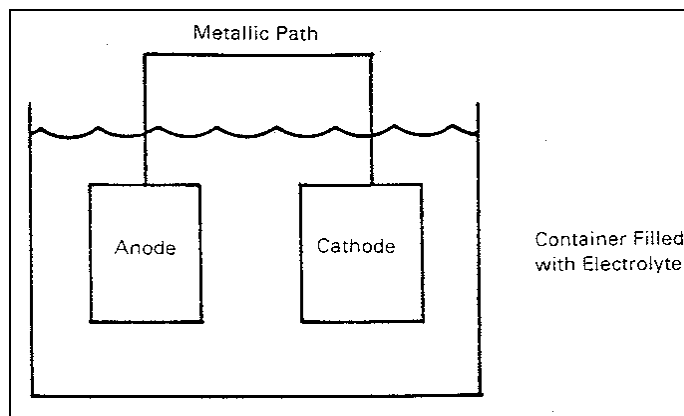 Metallic Path
Anode
Cathode
Container Filled
with Electrolyte